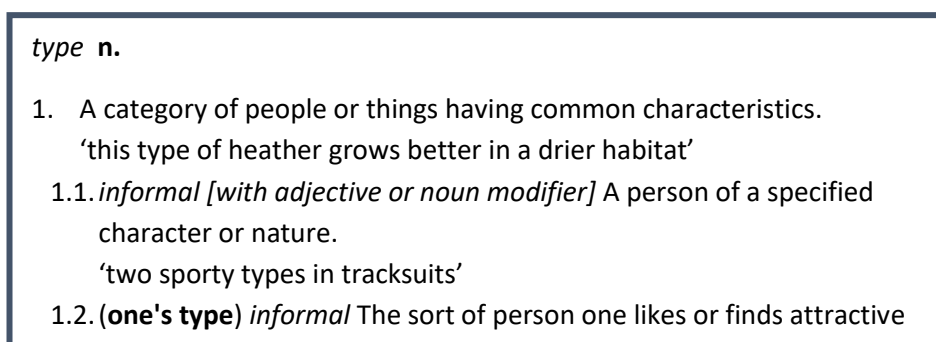 type n.
1. A category of people or things having common characteristics.
‘this type of heather grows better in a drier habitat’
1.1. informal [with adjective or noun modifier] A person of a specified
character or nature.
‘two sporty types in tracksuits’
1.2. (one's type) informal The sort of person one likes or finds attractive